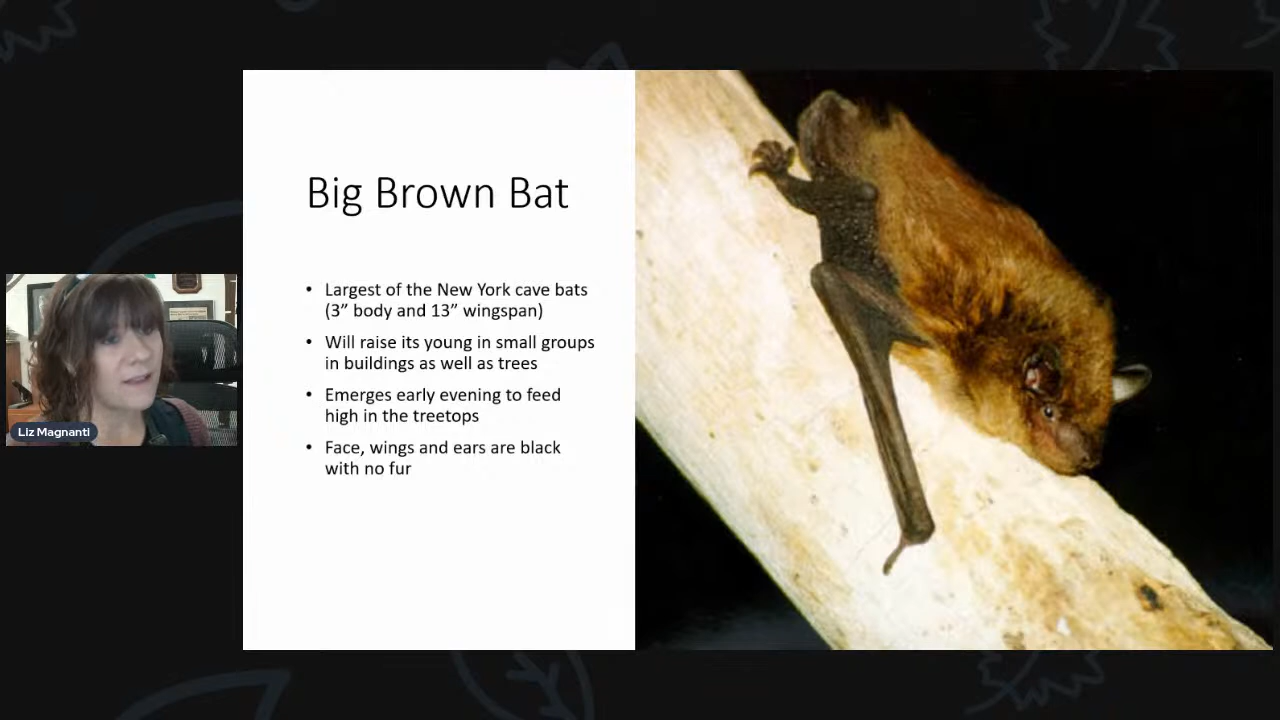 Big Brown Bat
• Largest of the New York cave bats
(3” body and 13” wingspan)
• Will raise its young in small groups
in buildings as well as trees
• Emerges early evening to feed
high in the treetops
• Face, wings and ears are black
with no fur
Liz Magnanti